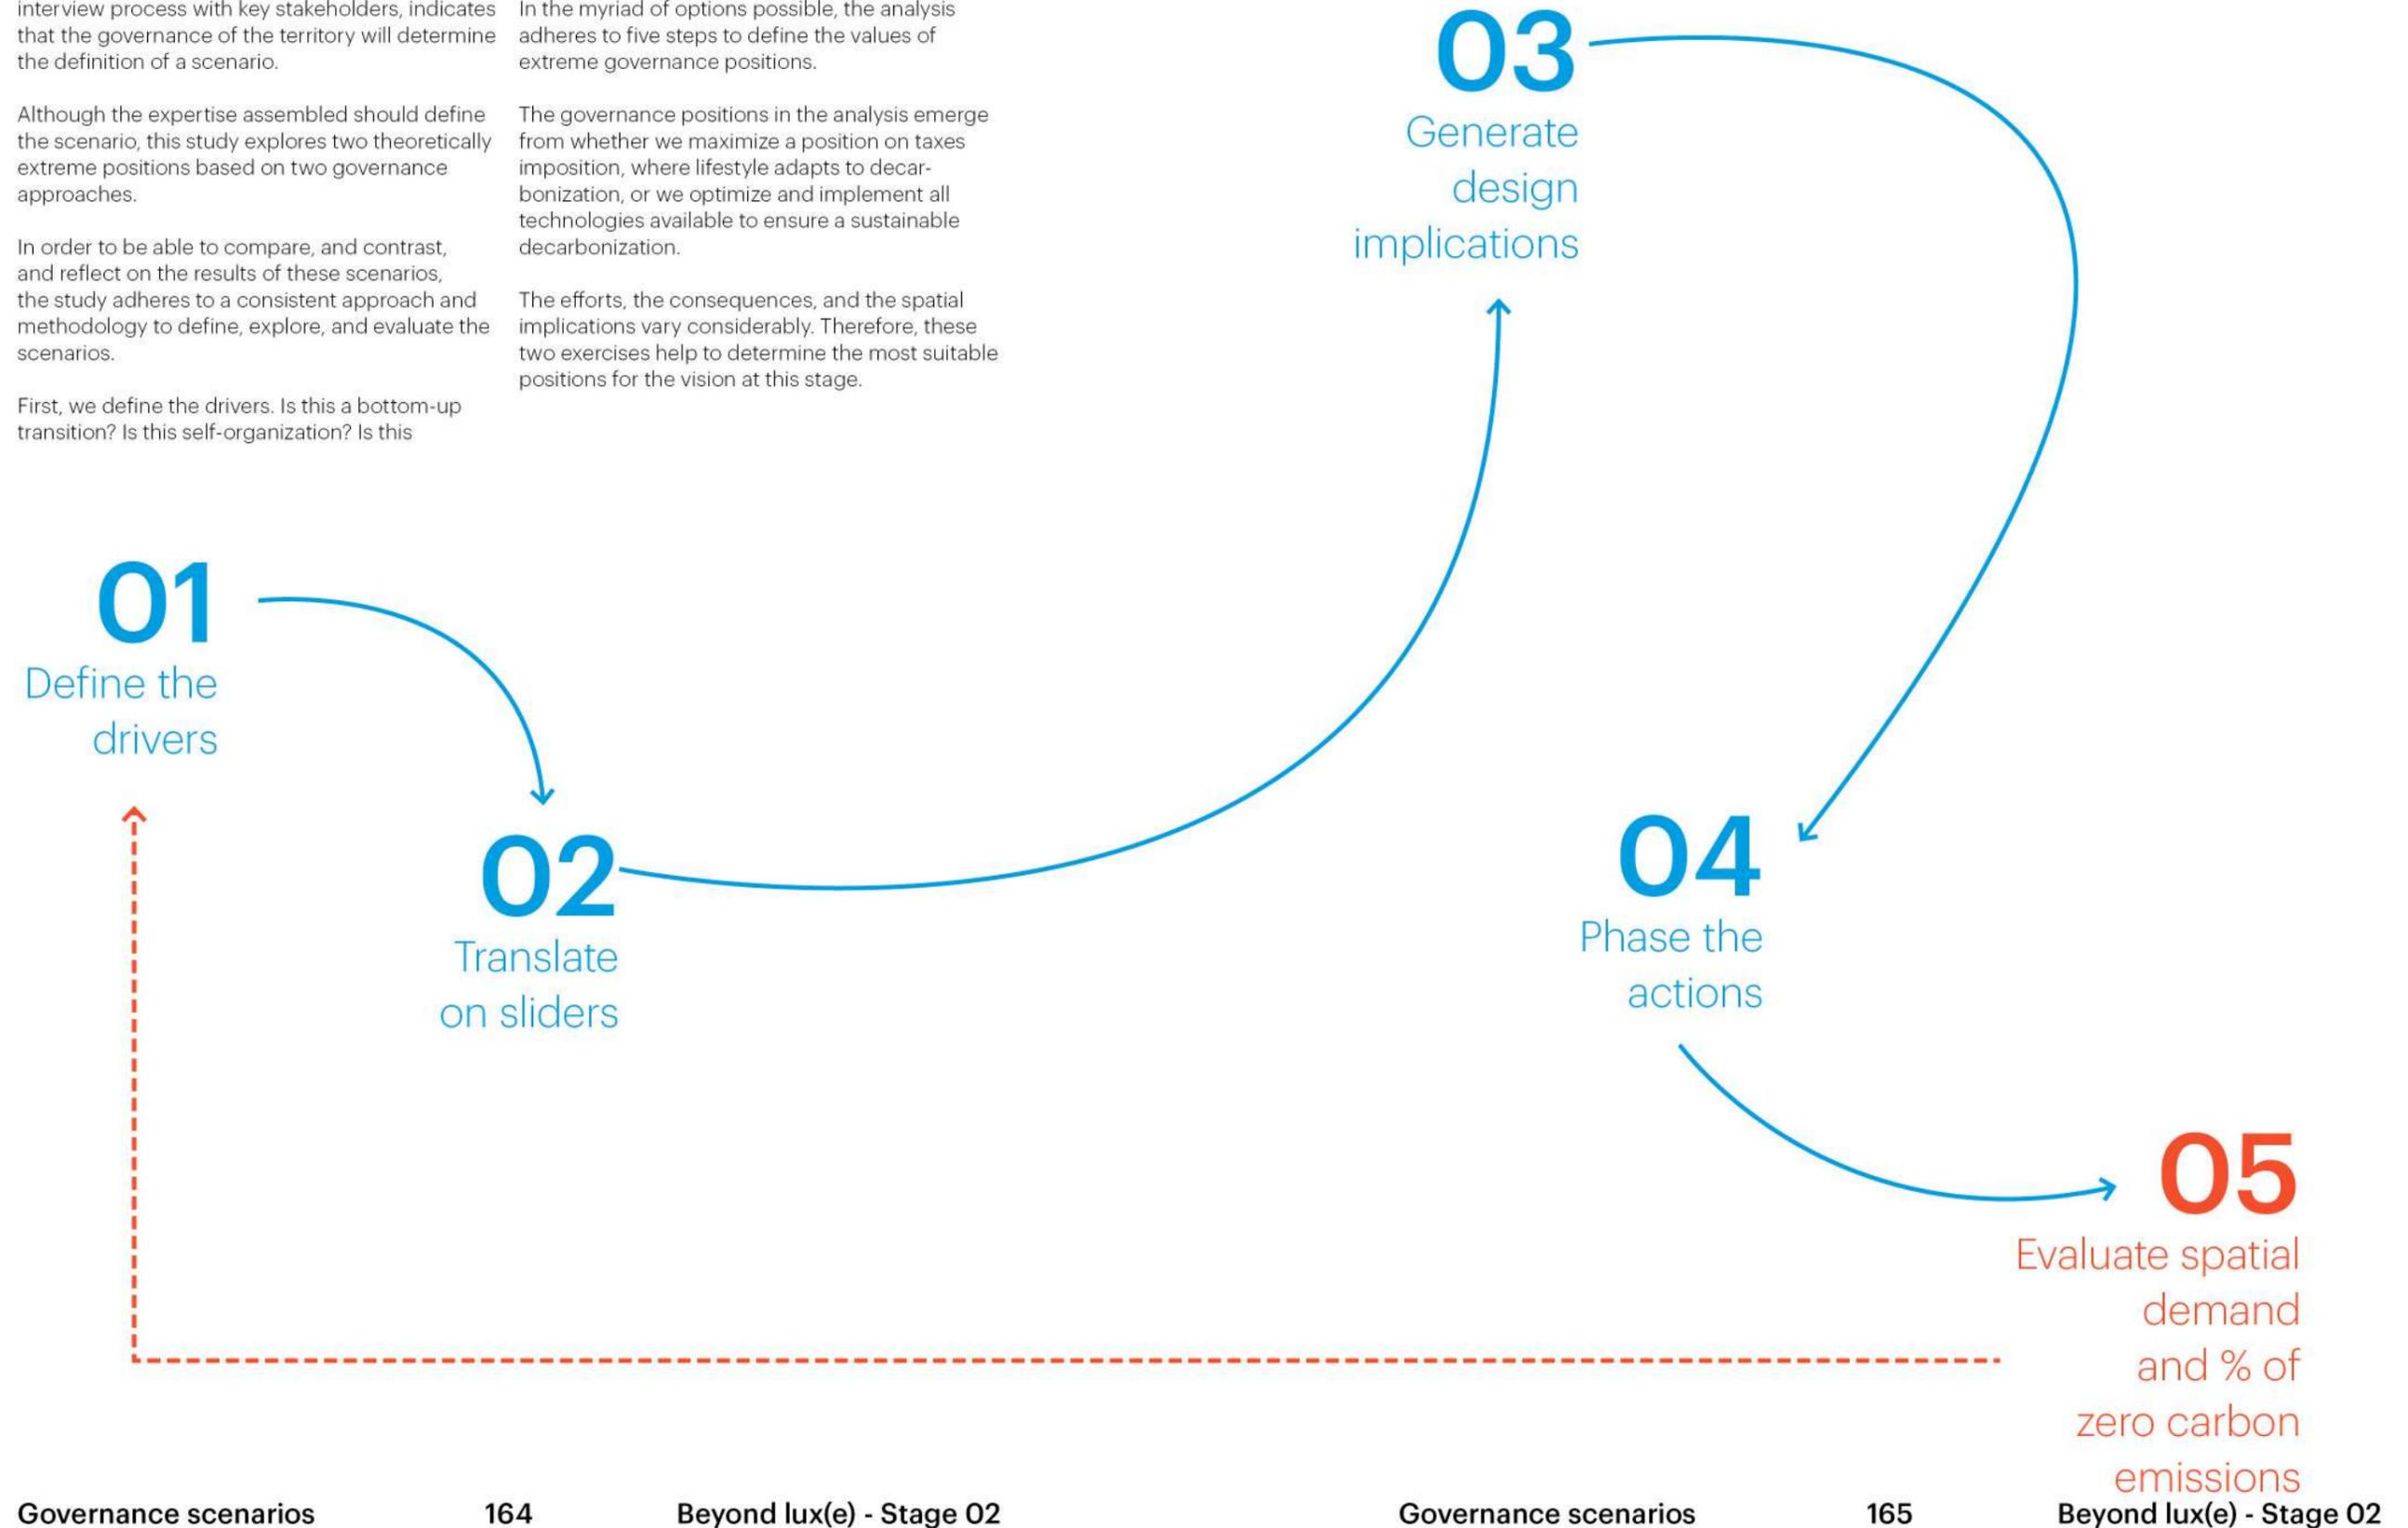 interview process with key stakeholders, indicates
that the governance of the territory will determine
the definition of a scenario.
Although the expertise assembled should define
the scenario, this study explores two theoretically
extreme positions based on two governance
approaches.
In order to be able to compare, and contrast,
and reflect on the results of these scenarios,
the study adheres to a consistent approach and
methodology to define, explore, and evaluate the
scenarios.
First, we define the drivers. Is this a bottom-up
transition? Is this self-organization? Is this
In the myriad of options possible, the analysis
adheres to five steps to define the values of
extreme governance positions.
The governance positions in the analysis emerge
from whether we maximize a position on taxes
imposition, where lifestyle adapts to decar-
bonization, or we optimize and implement all
technologies available to ensure a sustainable
decarbonization.
The efforts, the consequences, and the spatial
implications vary considerably. Therefore, these
two exercises help to determine the most suitable
positions for the vision at this stage.
01
Define the
drivers
02
Translate
on sliders
03
Generate
design
implications
04
Phase the
actions
05
Evaluate spatial
demand
and % of
zero carbon
emissions
Governance scenarios
164
Beyond lux(e) - Stage 02
Governance scenarios
165
Beyond lux(e) - Stage 02